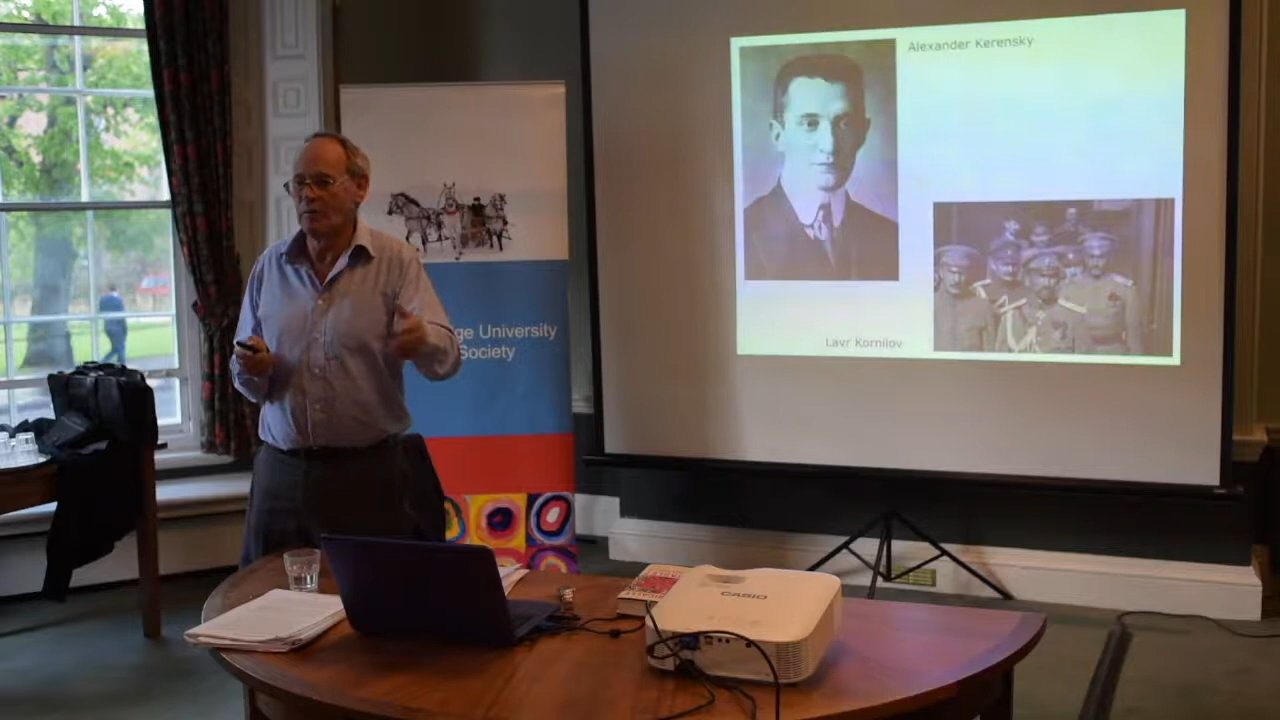 Alexander Kerensky
Lavr Kornilov
ge University
Society
CASIO